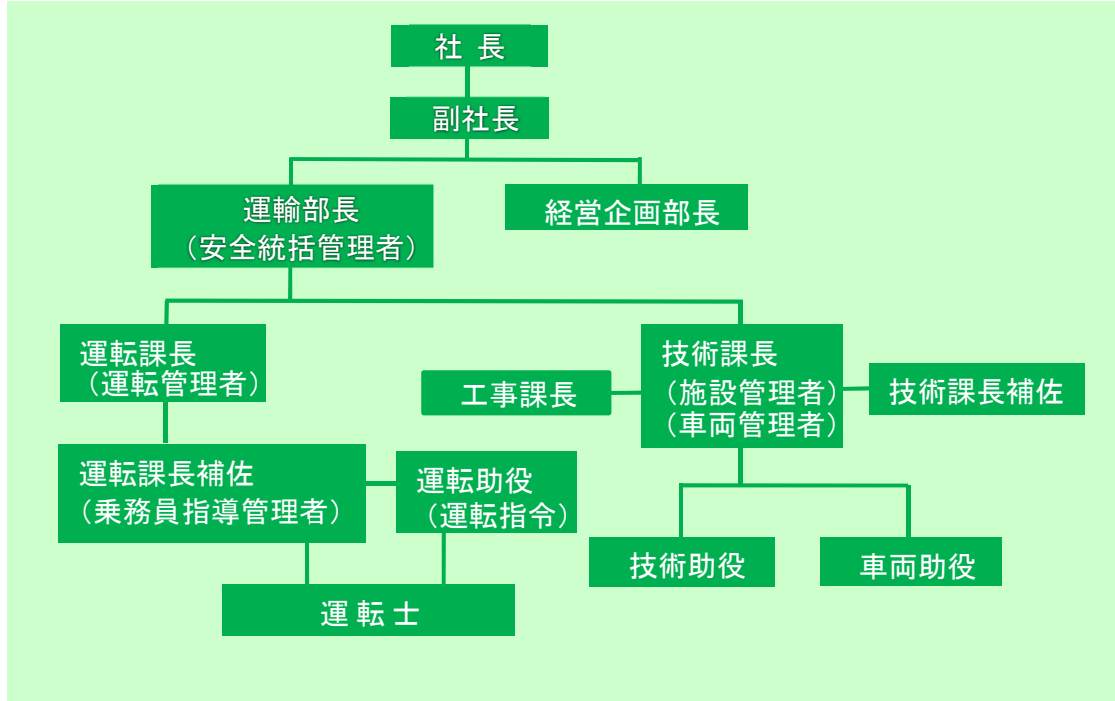 社 長
副社長
運輸部長
（安全統括管理者）
経営企画部長
運転課長
（運転管理者）
工事課長
技術課長
（施設管理者）
（車両管理者）
技術課長補佐
運転課長補佐
（乗務員指導管理者）
運転助役
（運転指令）
技術助役
車両助役
運 転 士